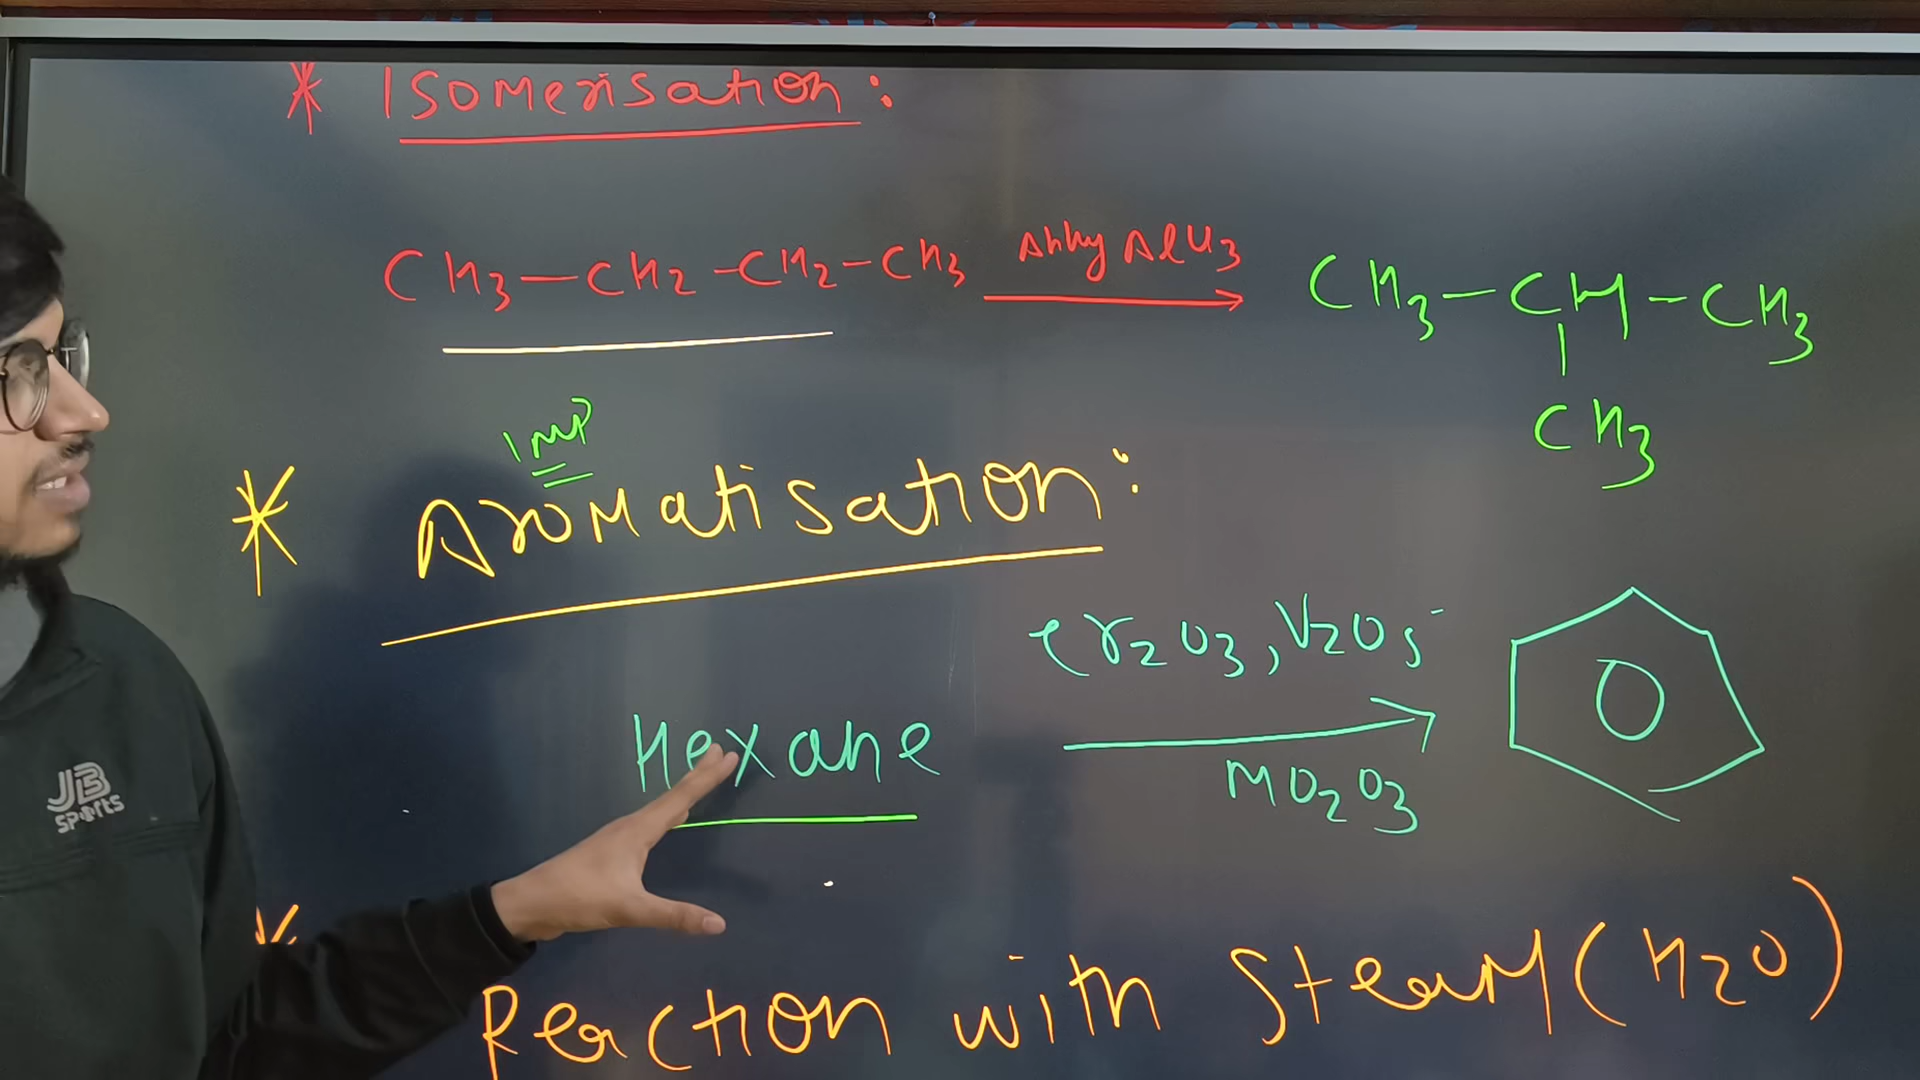 * Isomerisation:
CH3-CH2-CH2-CH3 Anhy AlCl3 CH3-CH-CH3
CH3
IMP
* Aromatisation:
Cr2O3, V2O5
Hexane
MO2O3
JB
SPORTS
* Reaction with Steam (H2O)